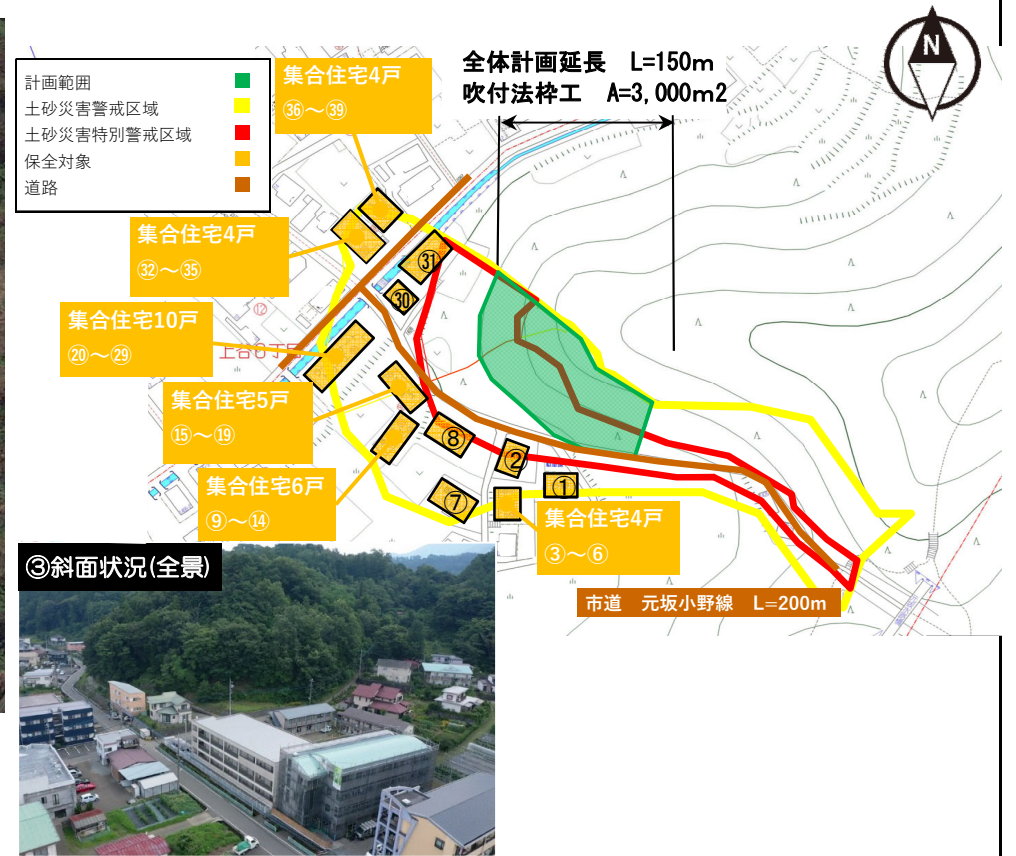 N
全体計画延長　L=150m
吹付法枠工　A=3,000m2
計画範囲
土砂災害警戒区域
土砂災害特別警戒区域
保全対象
道路
集合住宅4戸
㊱～㊴
集合住宅4戸
㉜～㉟
集合住宅10戸
⑳～㉙
集合住宅5戸
⑮～⑲
集合住宅6戸
⑨～⑭
集合住宅4戸
③～⑥
㉛
㉚
⑫
⑧
②
①
⑦
市道　元坂小野線　L=200m
③斜面状況(全景)